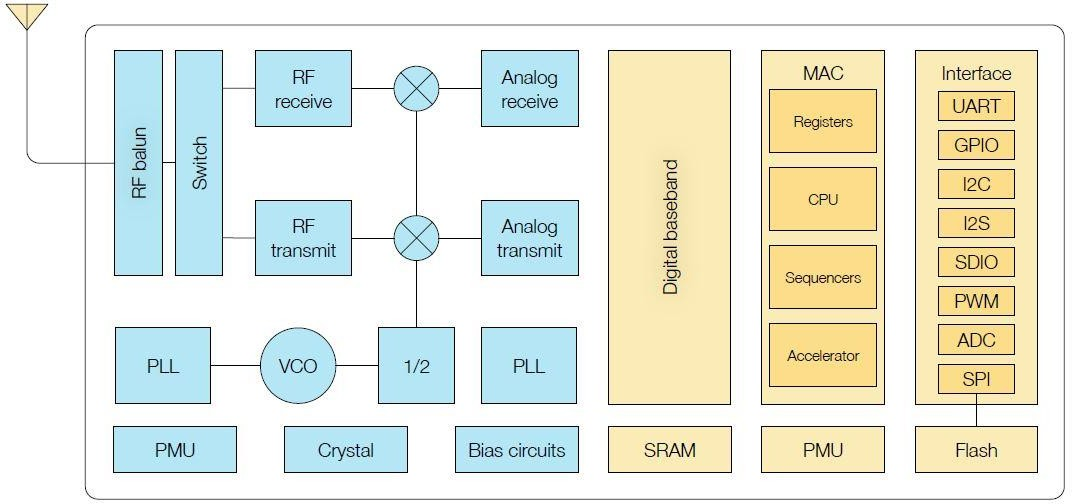 RF balun
Switch
RF
receive
Analog
receive
RF
transmit
Analog
transmit
PLL
VCO
1/2
PLL
PMU
Crystal
Bias circuits
Digital baseband
SRAM
MAC
Registers
CPU
Sequencers
Accelerator
PMU
Interface
UART
GPIO
I2C
I2S
SDIO
PWM
ADC
SPI
Flash